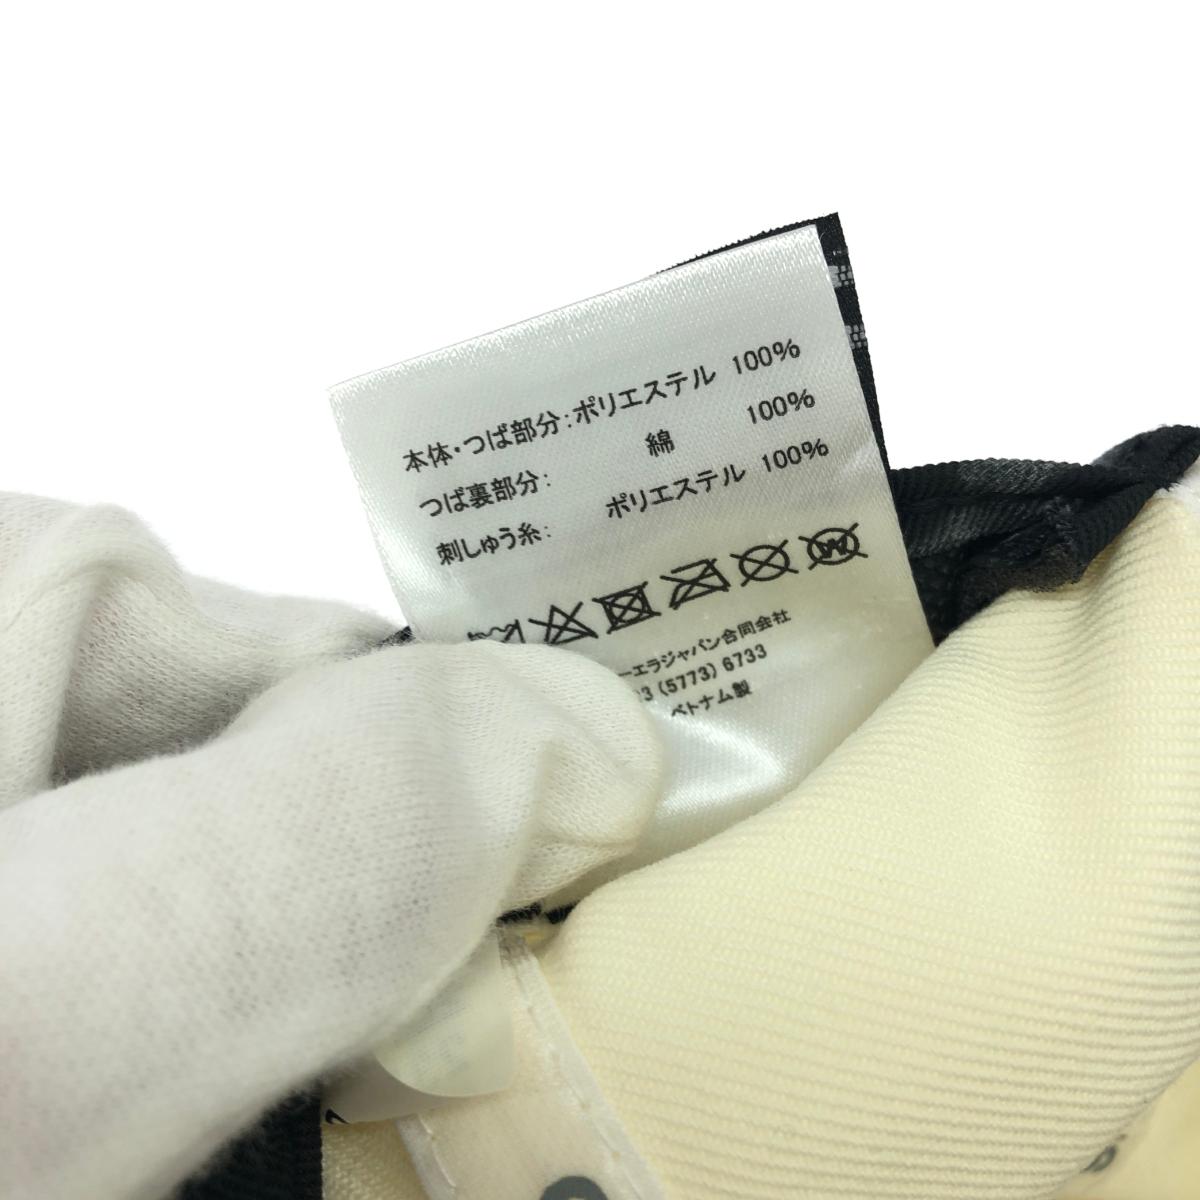 本体・つば部分：ポリエステル 100%
つば裏部分： 綿 100%
刺しゅう糸： ポリエステル 100%
ーエラジャパン合同会社
3 (5773) 6733
ベトナム製